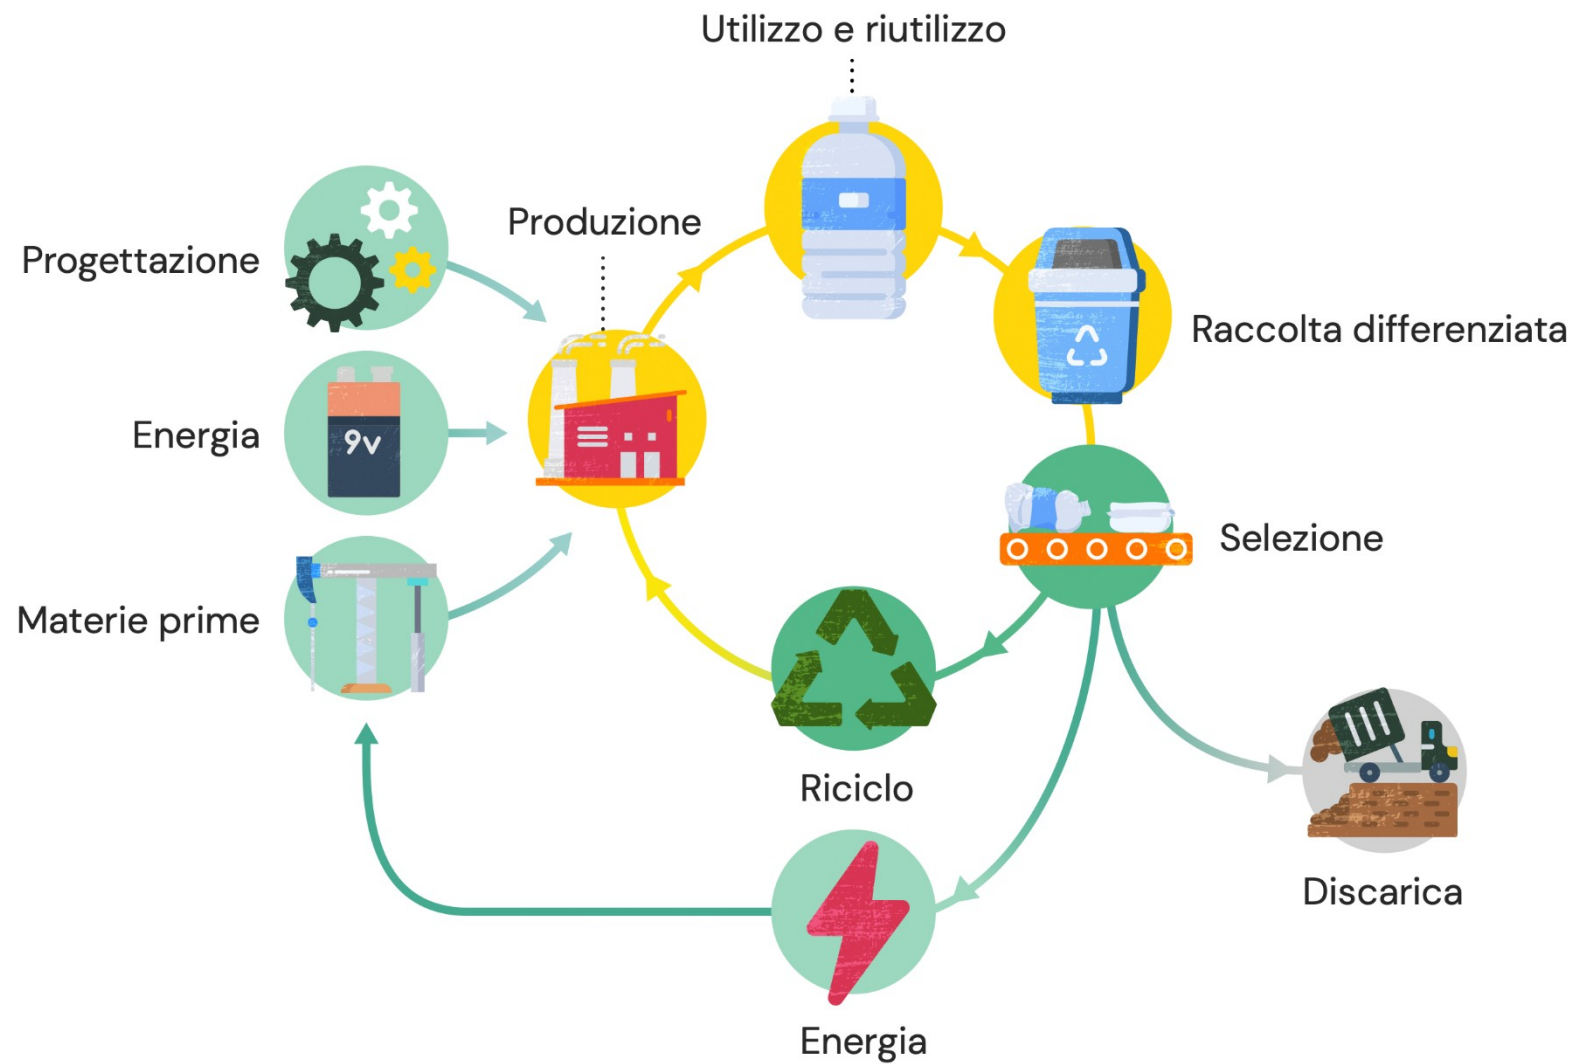 Utilizzo e riutilizzo
Produzione
Progettazione
Raccolta differenziata
Energia
9v
Selezione
Materie prime
Riciclo
Discarica
Energia